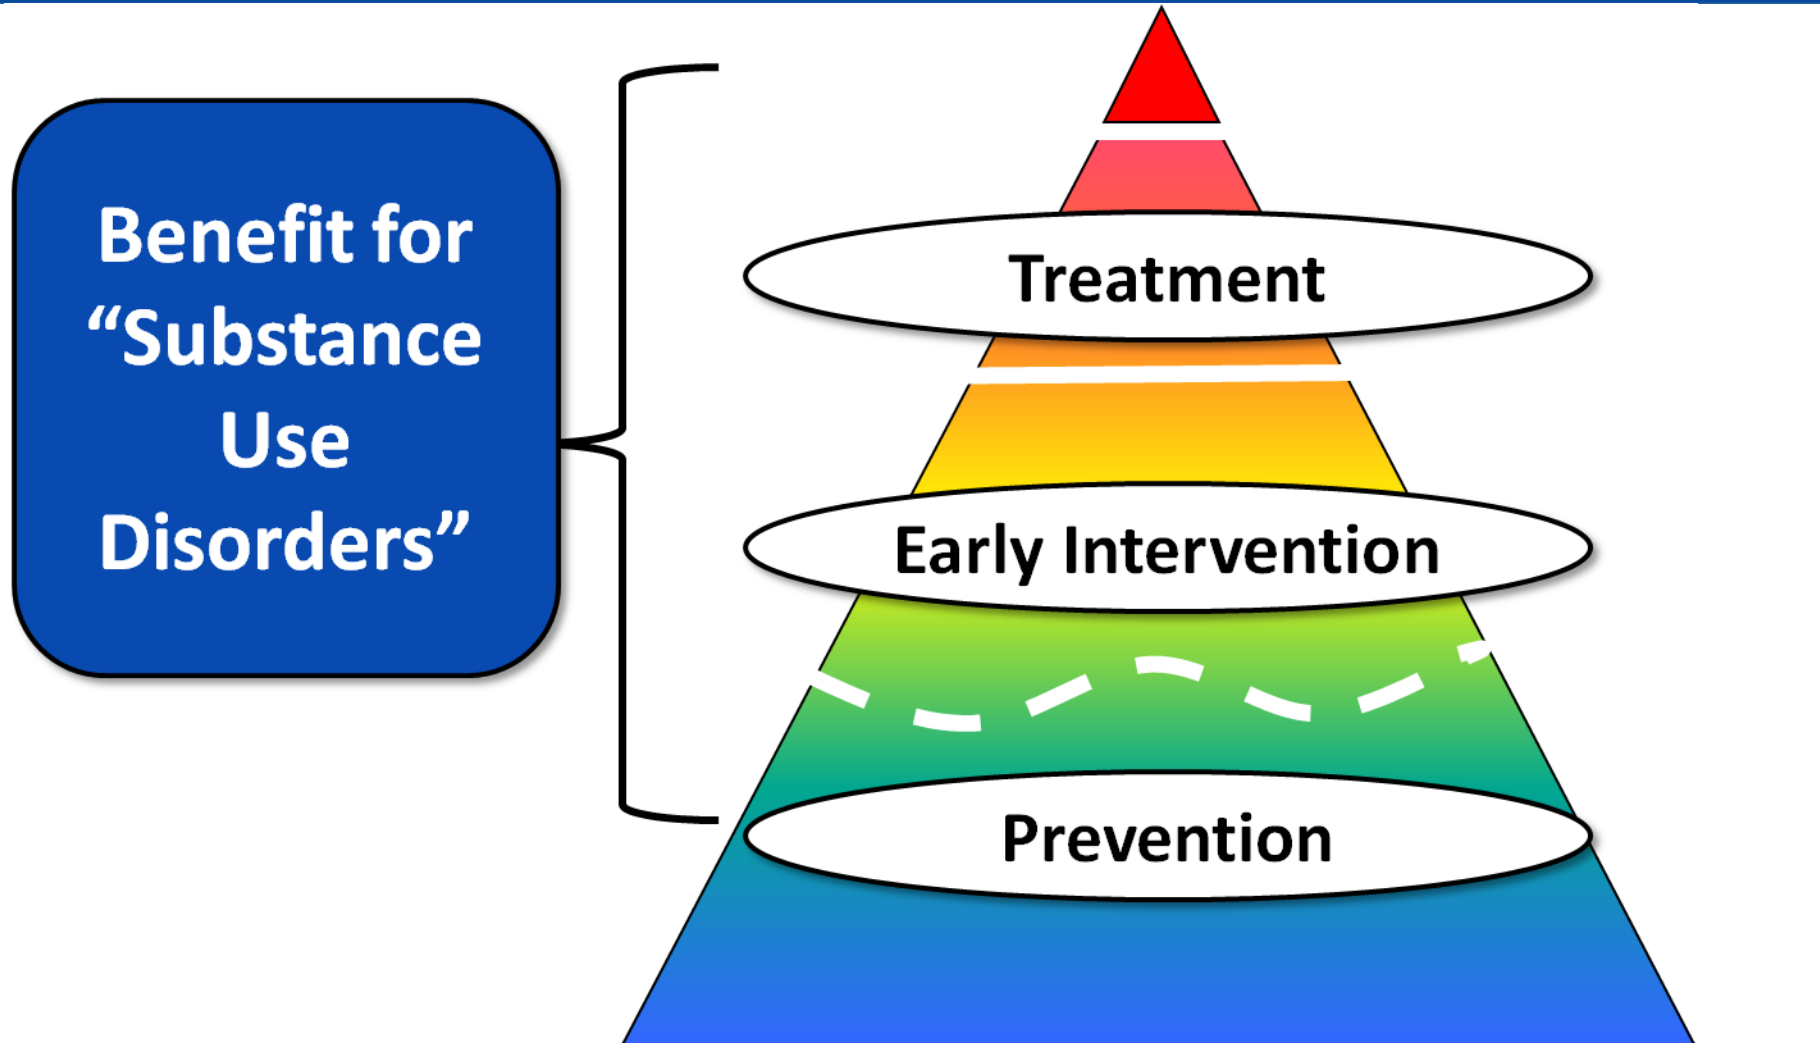 Benefit for
“Substance
Use
Disorders”
Treatment
Early Intervention
Prevention